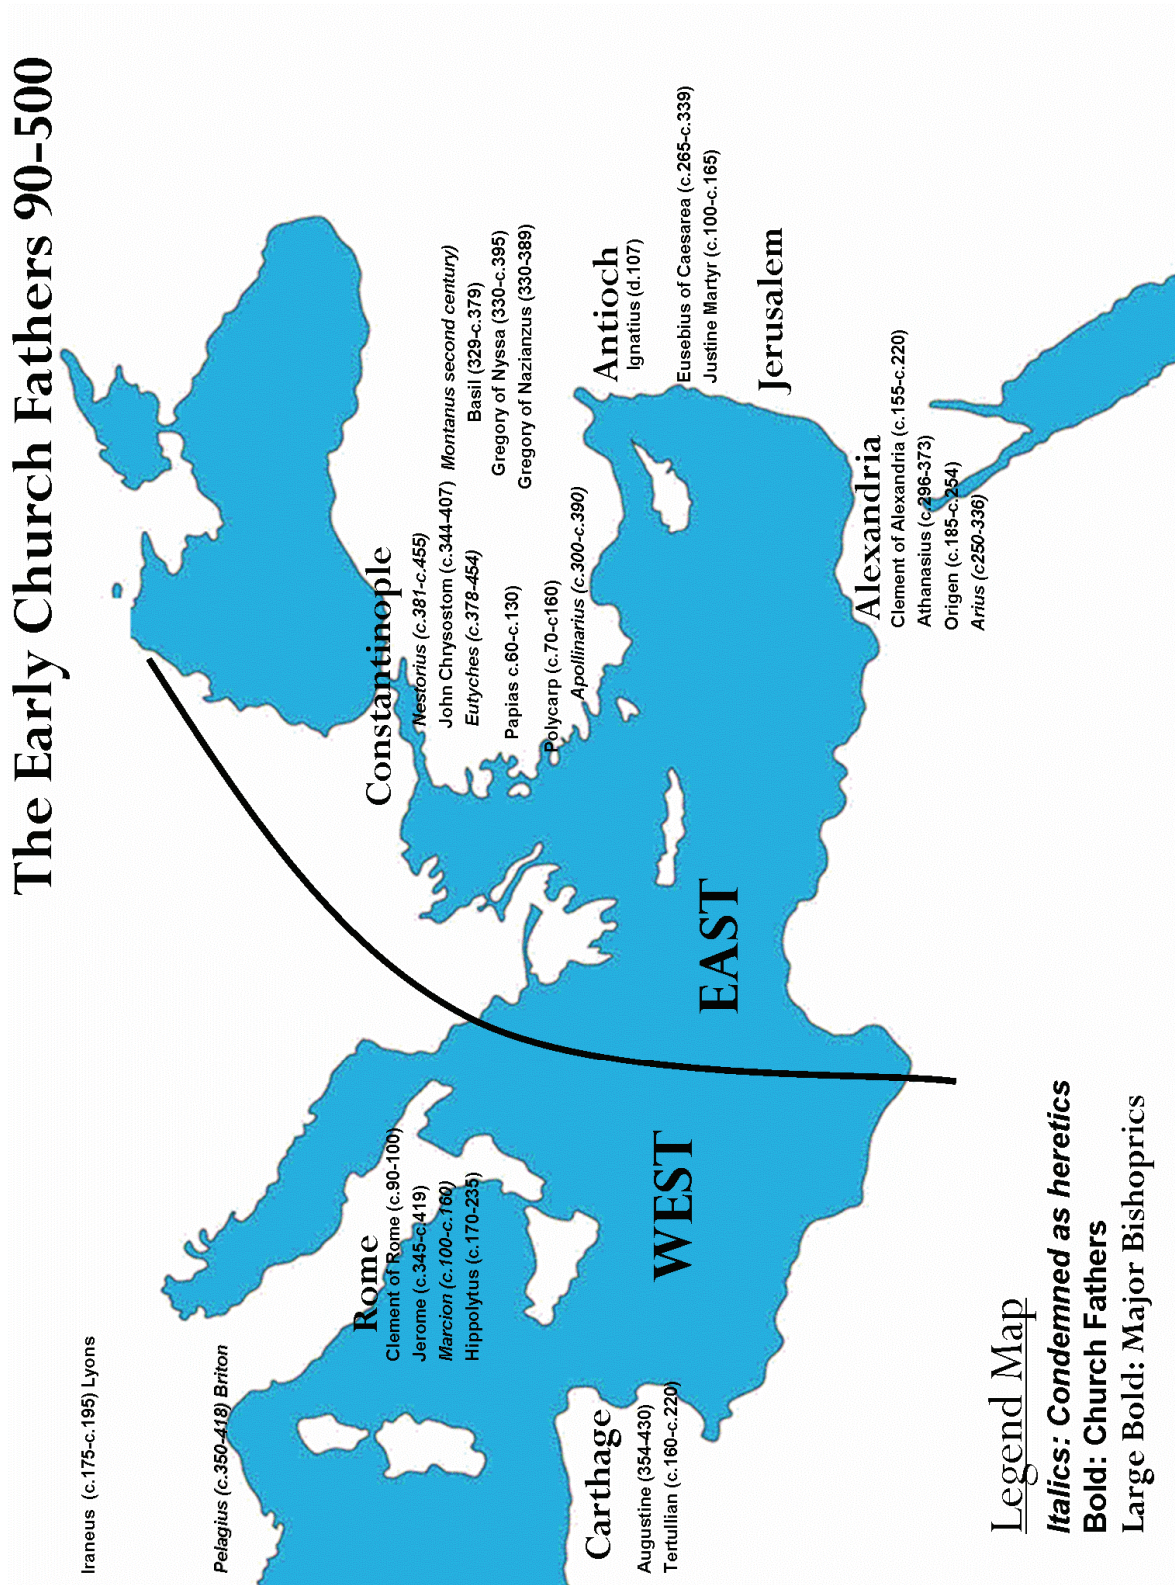 The Early Church Fathers 90-500
Iraneus  (c.175-c.195) Lyons
Pelagius (c.350-418) Briton
Rome
Clement of Rome (c.90-100)
Jerome (c.345-c.419)
Marcion (c.100-c.160)
Hippolytus (c.170-235)
Carthage
Augustine (354-430)
Tertullian (c.160-c.220)
WEST
EAST
Constantinople
Nestorius (c.381-c.455)
John Chrysostom (c.344-407)
Eutyches (c.378-454)
Papias c.60-c.130)
Polycarp (c.70-c160)
Apollinarius (c.300-c.390)
Montanus second century)
Basil (329-c.379)
Gregory of Nyssa (330-c.395)
Gregory of Nazianzus (330-389)
Antioch
Ignatius (d.107)
Eusebius of Caesarea (c.265-c.339)
Justine Martyr (c.100-c.165)
Jerusalem
Alexandria
Clement of Alexandria (c.155-c.220)
Athanasius (c.296-373)
Origen (c.185-c.254)
Arius (c250-336)
Legend Map
Italics: Condemned as heretics
Bold: Church Fathers
Large Bold: Major Bishoprics